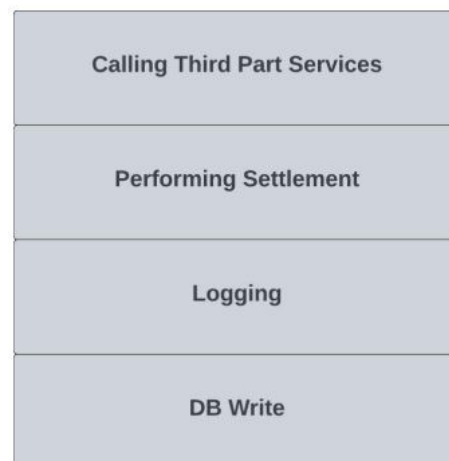 Calling Third Part Services
Performing Settlement
Logging
DB Write